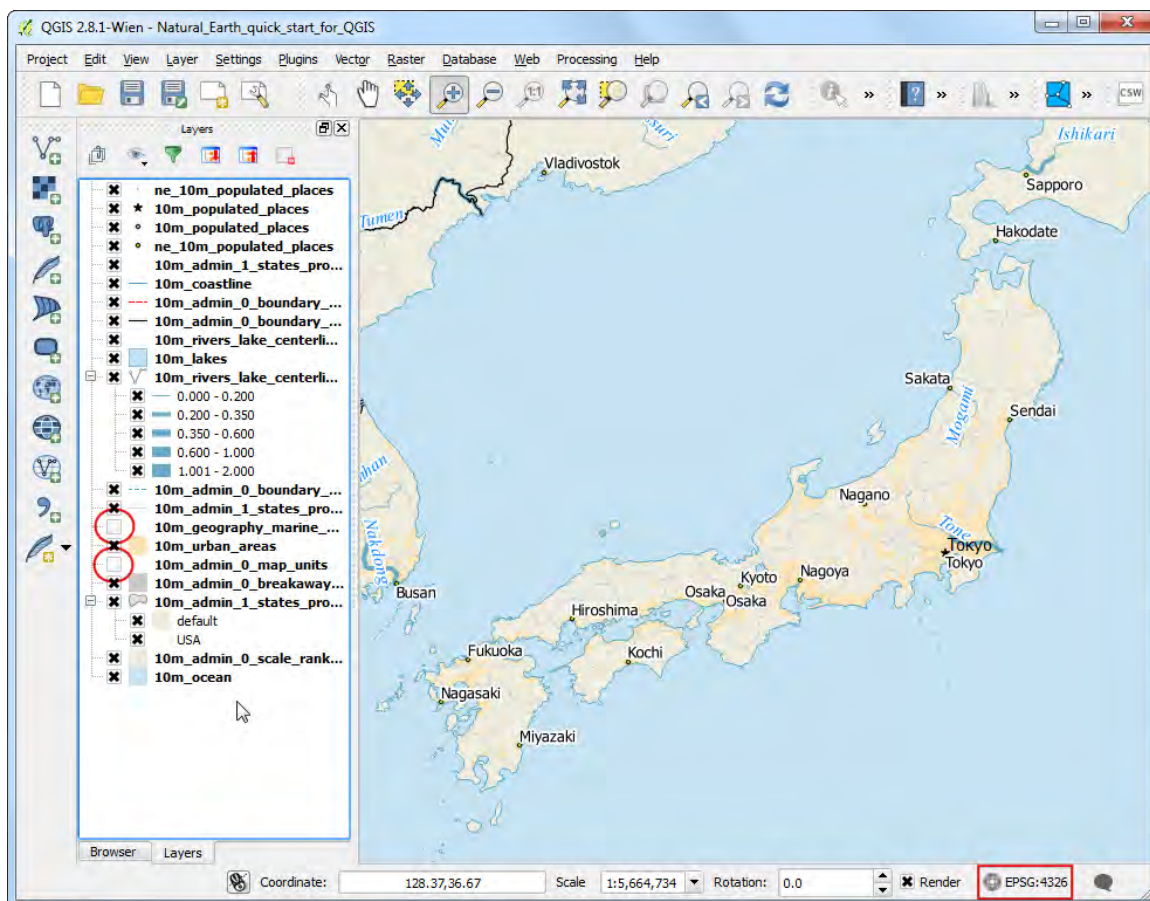 QGIS 2.8.1-Wien - Natural_Earth_quick_start_for_QGIS
Project Edit View Layer Settings Plugins Vector Raster Database Web Processing Help
1:1
»
?
»
»
»
CSW
Layers
ne_10m_populated_places
10m_populated_places
10m_populated_places
ne_10m_populated_places
10m_admin_1_states_pro...
10m_coastline
10m_admin_0_boundary_...
10m_admin_0_boundary_...
10m_rivers_lake_centerli...
10m_lakes
10m_rivers_lake_centerli...
0.000 - 0.200
0.200 - 0.350
0.350 - 0.600
0.600 - 1.000
1.001 - 2.000
10m_admin_0_boundary_...
10m_admin_1_states_pro...
10m_geography_marine_...
10m_urban_areas
10m_admin_0_map_units
10m_admin_0_breakaway...
10m_admin_1_states_pro...
default
USA
10m_admin_0_scale_rank...
10m_ocean
Browser Layers
Ishikari
Vladivostok
Sapporo
Tumen
Hakodate
Sakata
Mogami
Sendai
Nagano
Tone
Tokyo
Tokyo
Nakdong
Busan
Kyoto
Nagoya
Osaka
Osaka
Hiroshima
Fukuoka
Kochi
Nagasaki
Miyazaki
Coordinate: 128.37,36.67 Scale 1:5,664,734 Rotation: 0.0 Render EPSG:4326